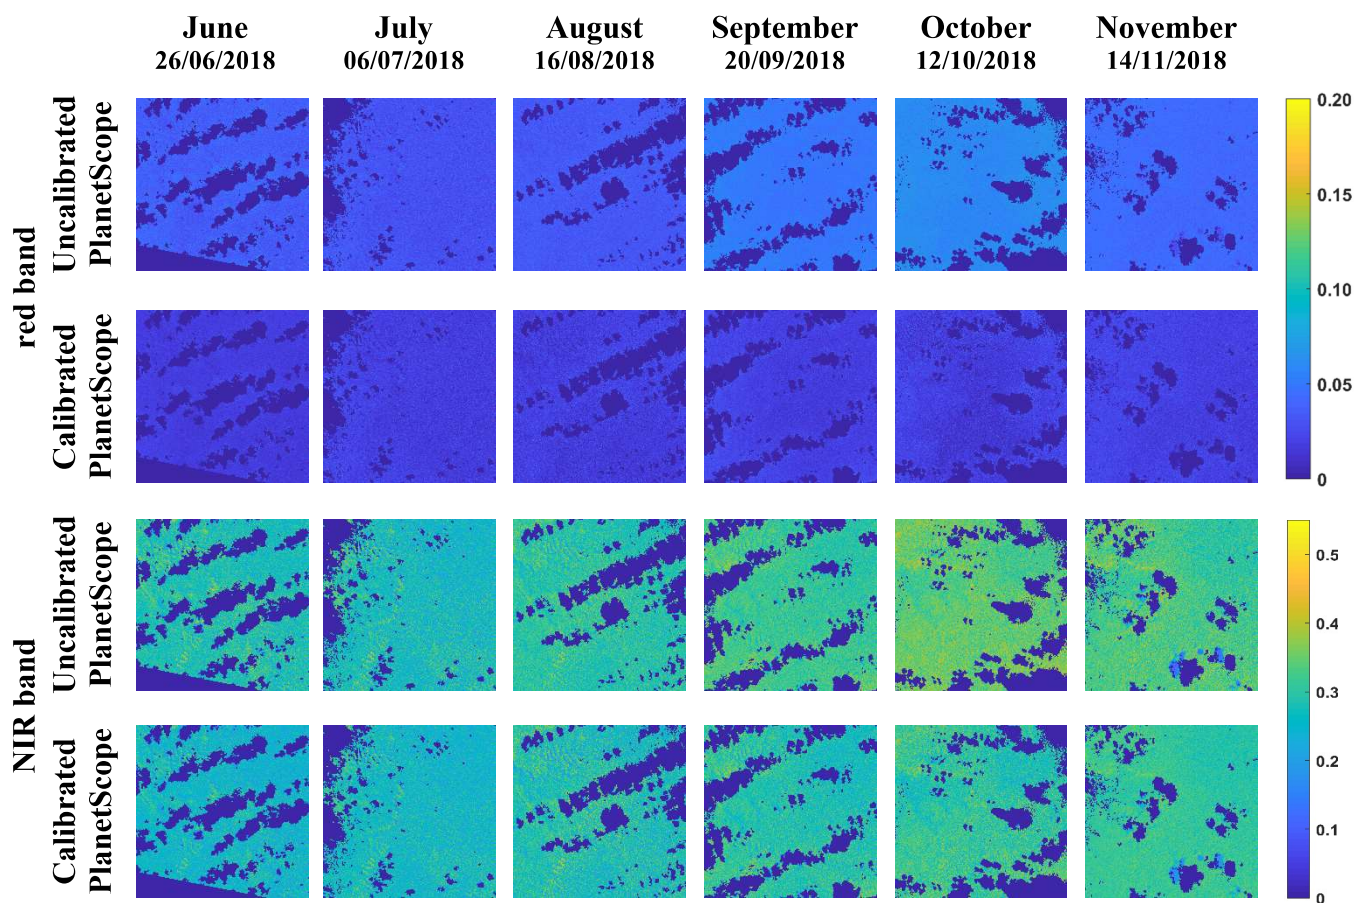 June
26/06/2018
July
06/07/2018
August
16/08/2018
September
20/09/2018
October
12/10/2018
November
14/11/2018
red band
Uncalibrated
PlanetScope
Calibrated
PlanetScope
0.20
0.15
0.10
0.05
0
NIR band
Uncalibrated
PlanetScope
Calibrated
PlanetScope
0.5
0.4
0.3
0.2
0.1
0